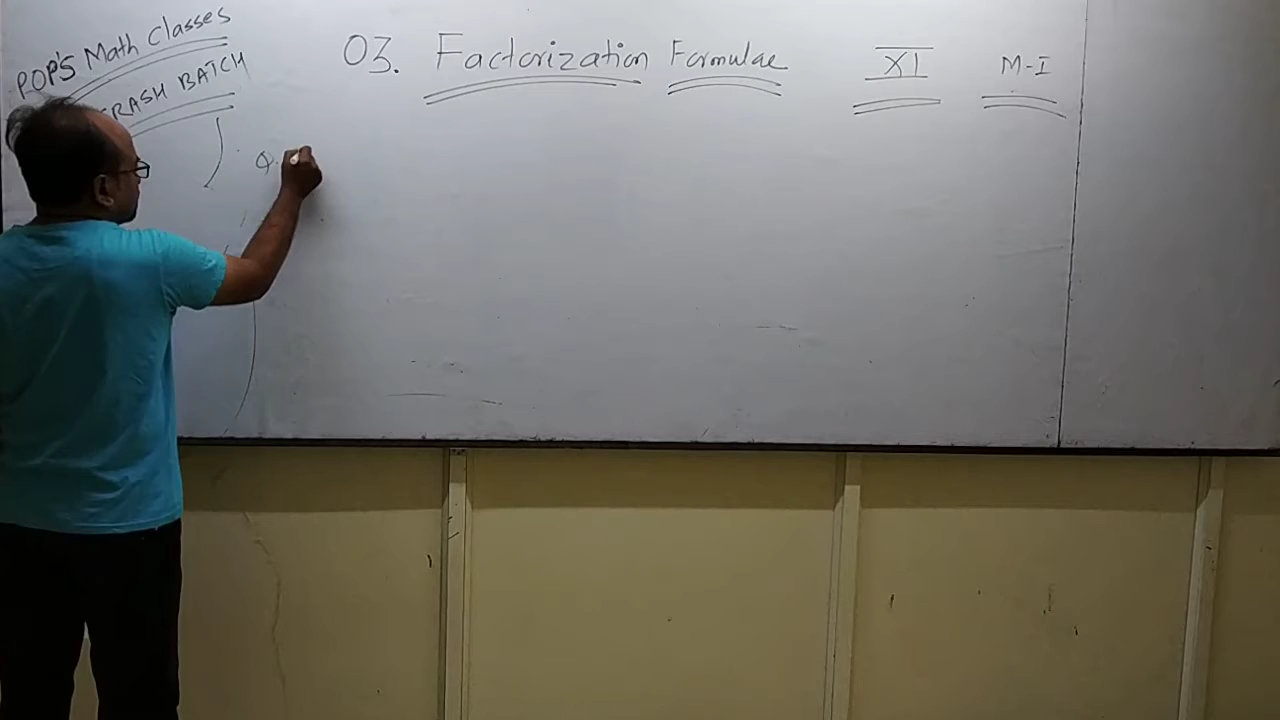 POP'S Math Classes
CRASH BATCH
03. Factorization Formulae XI M-I
Q.